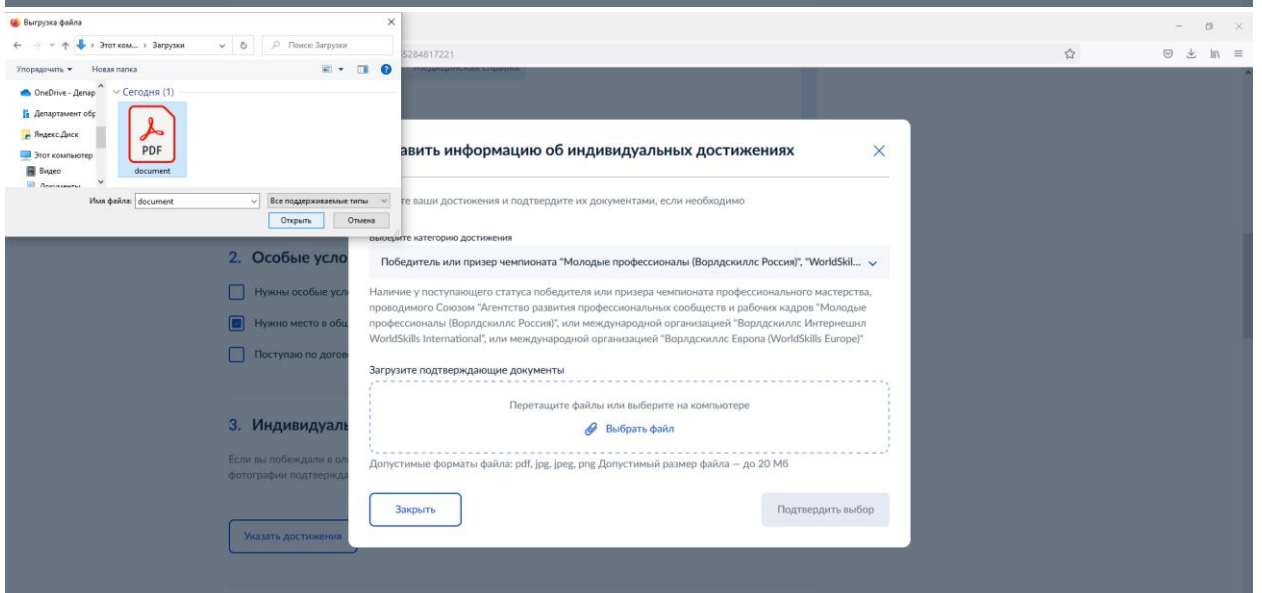 Выгрузка файла
Этот ком... › Загрузки
Поиск: Загрузки
5284817221
Упорядочить
Новая папка
Медицинская справка
OneDrive - Депар
Департамент обр
Яндекс.Диск
Этот компьютер
Видео
Документы
Сегодня (1)
PDF
document
Имя файла: document
Все поддерживаемые типы
Открыть
Отмена
авить информацию об индивидуальных достижениях
те ваши достижения и подтвердите их документами, если необходимо
Выберите категорию достижения
Победитель или призер чемпионата "Молодые профессионалы (Ворлдскиллс Россия)", "WorldSkil...
Наличие у поступающего статуса победителя или призера чемпионата профессионального мастерства,
проводимого Союзом "Агентство развития профессиональных сообществ и рабочих кадров "Молодые
профессионалы (Ворлдскиллс Россия)", или международной организацией "Ворлдскиллс Интернешнл
WorldSkills International", или международной организацией "Ворлдскиллс Европа (WorldSkills Europe)"
Загрузите подтверждающие документы
Перетащите файлы или выберите на компьютере
Выбрать файл
Допустимые форматы файла: pdf, jpg, jpeg, png Допустимый размер файла — до 20 Мб
Закрыть
Подтвердить выбор
2. Особые усло
Нужны особые усл
Нужно место в общ
Поступаю по догов
3. Индивидуаль
Если вы побеждали в ол
фотографии подтвержда
Указать достижения